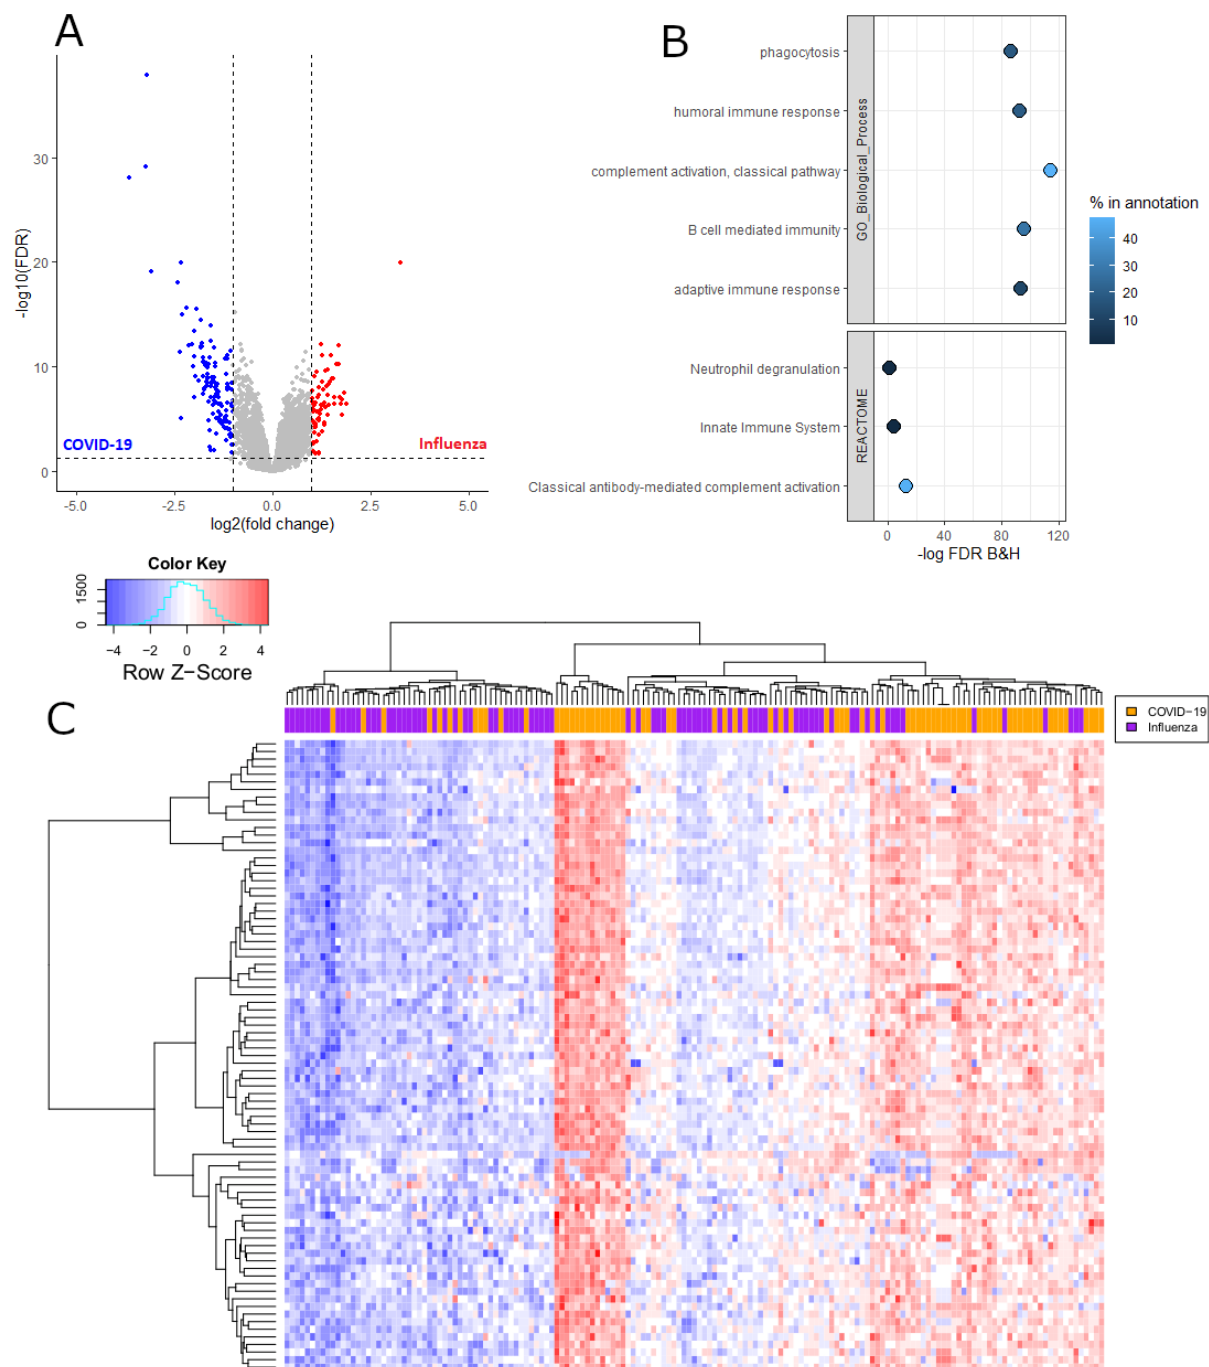 A
-log10(FDR)
30
20
10
0
COVID-19
Influenza
-5.0
-2.5
0.0
2.5
5.0
log2(fold change)
B
phagocytosis
humoral immune response
complement activation, classical pathway
B cell mediated immunity
adaptive immune response
GO_Biological_Process
Neutrophil degranulation
Innate Immune System
Classical antibody-mediated complement activation
REACTOME
0
40
80
120
-log FDR B&H
% in annotation
40
30
20
10
Color Key
1500
0
−4
−2
0
2
4
Row Z−Score
C
COVID−19
Influenza